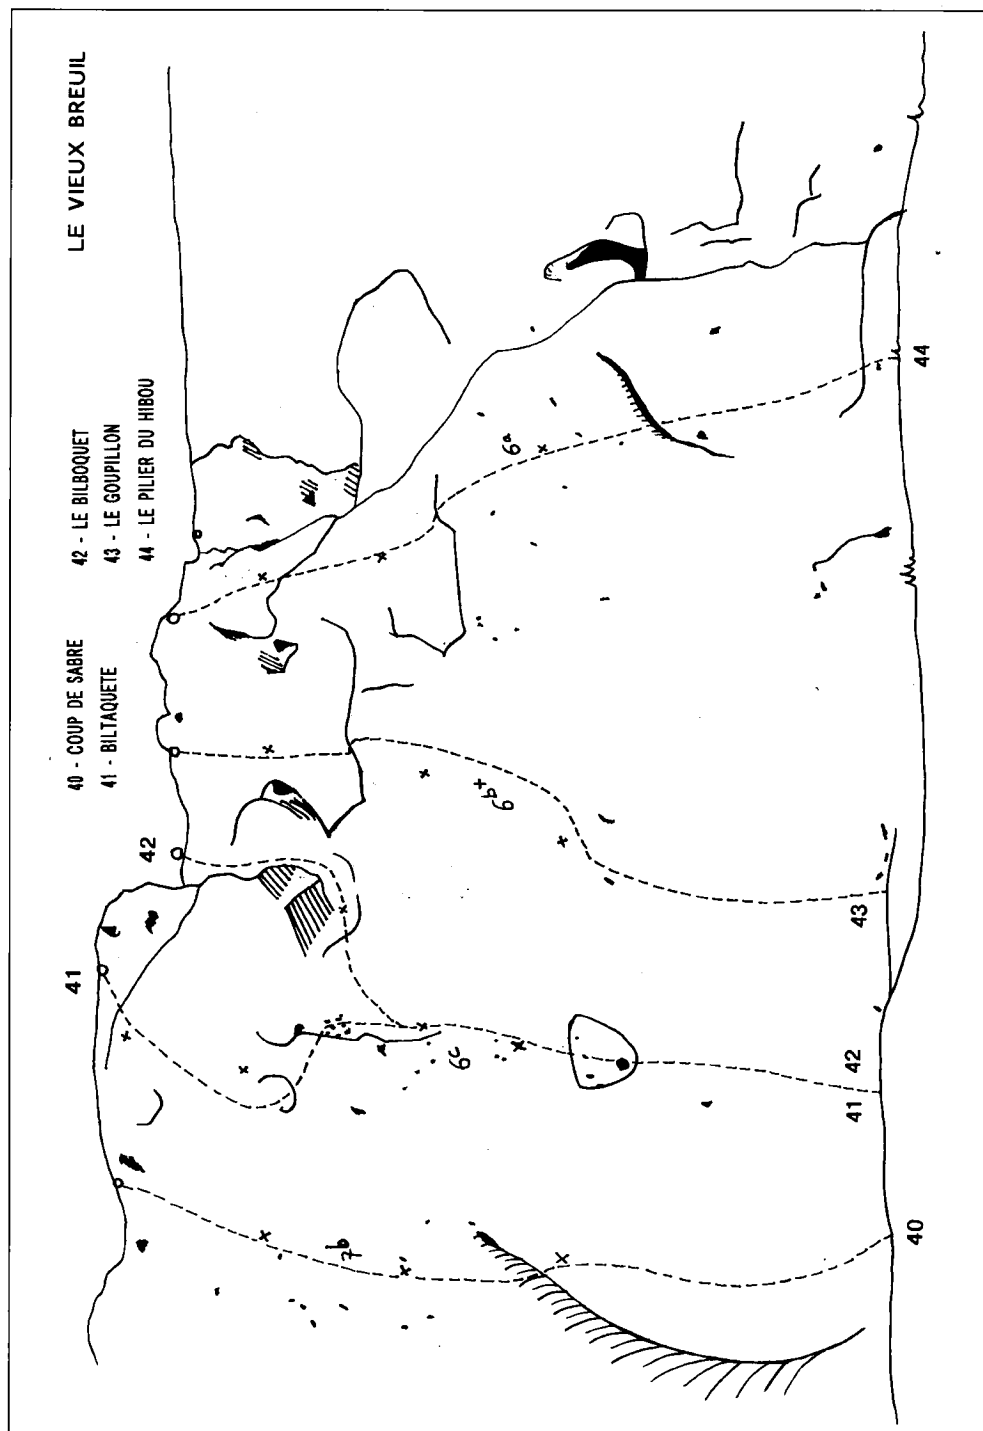 LE VIEUX BREUIL
40 - COUP DE SABRE
41 - BILTAQUETE
42 - LE BILBOQUET
43 - LE GOUPILLON
44 - LE PILIER DU HIBOU
41
42
7b
6c
6b
6a
40
41
42
43
44